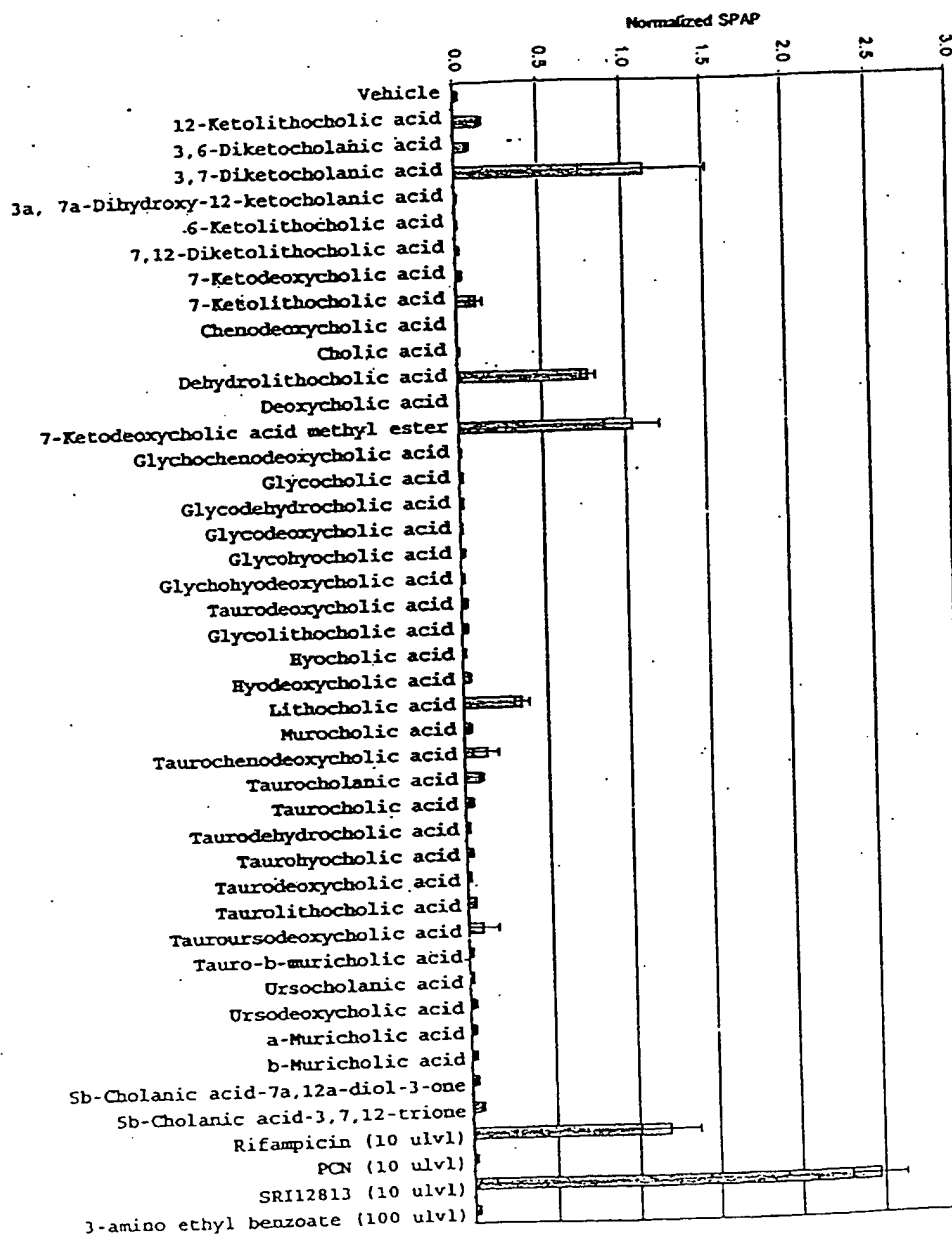 Normalized SPAP
0.0
0.5
1.0
1.5
2.0
2.5
3.0
Vehicle
12-Ketolithocholic acid
3,6-Diketocholanic acid
3,7-Diketocholanic acid
3a, 7a-Dihydroxy-12-ketocholanic acid
6-Ketolithocholic acid
7,12-Diketolithocholic acid
7-Ketodeoxycholic acid
7-Ketolithocholic acid
Chenodeoxycholic acid
Cholic acid
Dehydrolithocholic acid
Deoxycholic acid
7-Ketodeoxycholic acid methyl ester
Glychochenodeoxycholic acid
Glycocholic acid
Glycodehydrocholic acid
Glycodeoxycholic acid
Glycohyocholic acid
Glychohyodeoxycholic acid
Taurodeoxycholic acid
Glycolithocholic acid
Hyocholic acid
Hyodeoxycholic acid
Lithocholic acid
Murocholic acid
Taurochenodeoxycholic acid
Taurocholanic acid
Taurocholic acid
Taurodehydrocholic acid
Taurohyocholic acid
Taurodeoxycholic acid
Taurolithocholic acid
Tauroursodeoxycholic acid
Tauro-b-muricholic acid
Ursocholanic acid
Ursodeoxycholic acid
a-Muricholic acid
b-Muricholic acid
Sb-Cholanic acid-7a,12a-diol-3-one
Sb-Cholanic acid-3,7,12-trione
Rifampicin (10 ulvl)
PCN (10 ulvl)
SRI12813 (10 ulvl)
3-amino ethyl benzoate (100 ulvl)